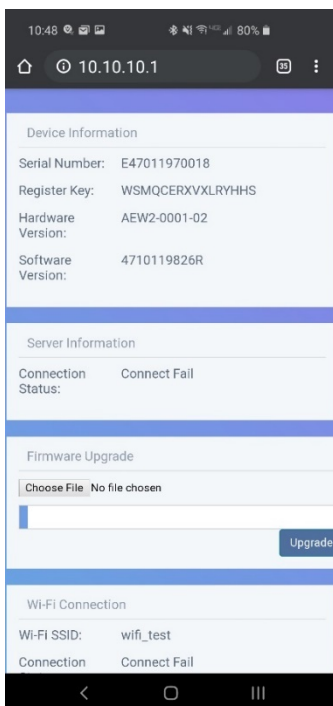 10:48 80%
10.10.10.1 35
Device Information
Serial Number: E47011970018
Register Key: WSMQCERXVXLRYHHS
Hardware Version: AEW2-0001-02
Software Version: 4710119826R
Server Information
Connection Status: Connect Fail
Firmware Upgrade
Choose File No file chosen
Upgrade
Wi-Fi Connection
Wi-Fi SSID: wifi_test
Connection Connect Fail